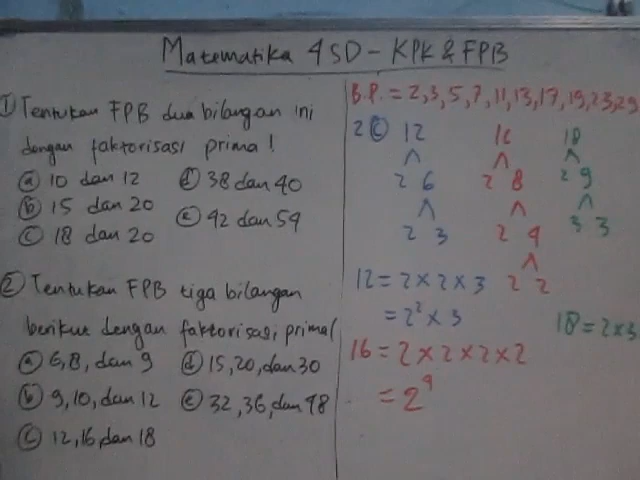 Matematika 4 SD - KPK & FPB
① Tentukan FPB dua bilangan ini
dengan faktorisasi prima!
ⓐ 10 dan 12 ⓓ 38 dan 40
ⓑ 15 dan 20 ⓔ 42 dan 54
ⓒ 18 dan 20
② Tentukan FPB tiga bilangan
berikut dengan faktorisasi prima!
ⓐ 6, 8, dan 9 ⓓ 15, 20, dan 30
ⓑ 9, 10, dan 12 ⓔ 32, 36, dan 48
ⓒ 12, 16, dan 18
B.P. = 2, 3, 5, 7, 11, 13, 17, 19, 23, 29
2 ⓒ 12 16 18
2 6 2 8 2 9
2 3 2 4 3 3
12 = 2 × 2 × 3 2 2
= 2² × 3 18 = 2 × 3
16 = 2 × 2 × 2 × 2
= 2⁴